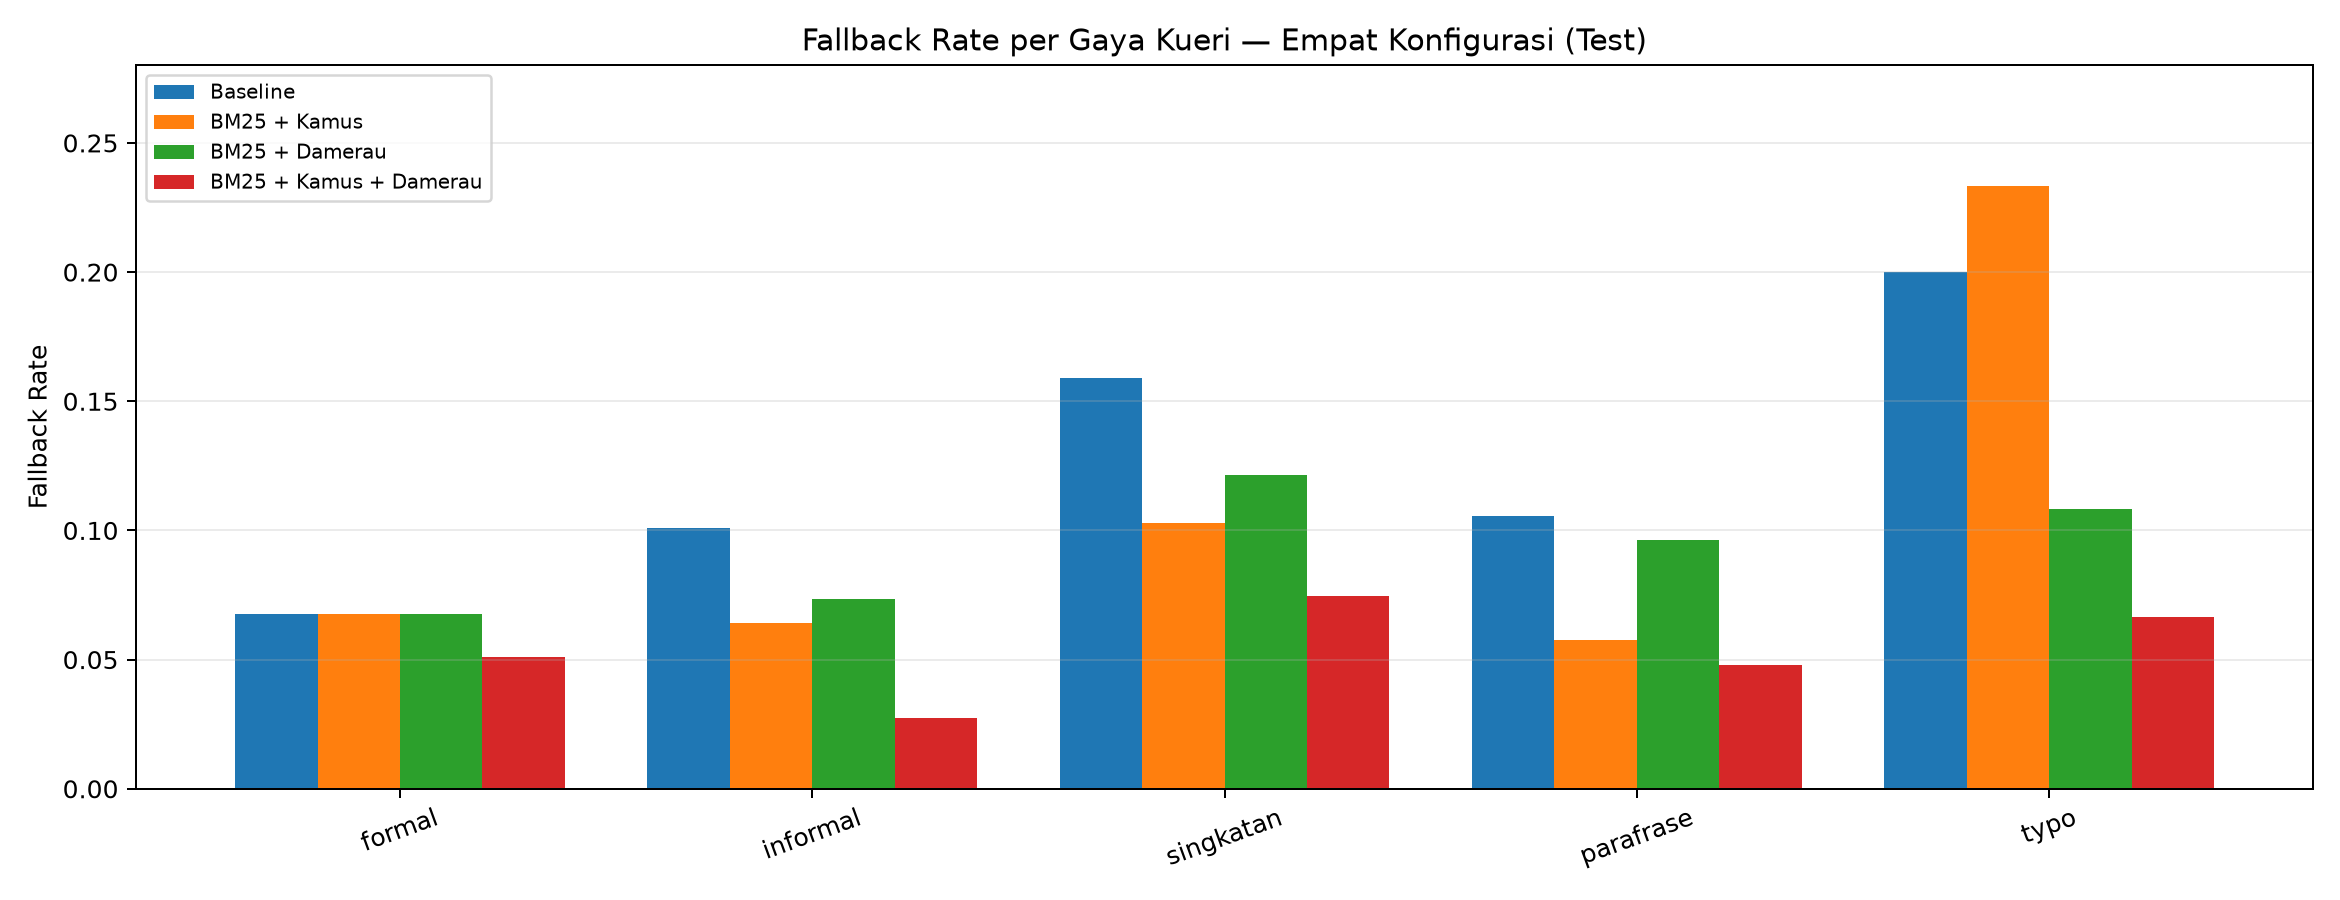 Fallback Rate per Gaya Kueri — Empat Konfigurasi (Test)
Baseline
BM25 + Kamus
BM25 + Damerau
BM25 + Kamus + Damerau
Fallback Rate
0.25
0.20
0.15
0.10
0.05
0.00
formal
informal
singkatan
parafrase
typo